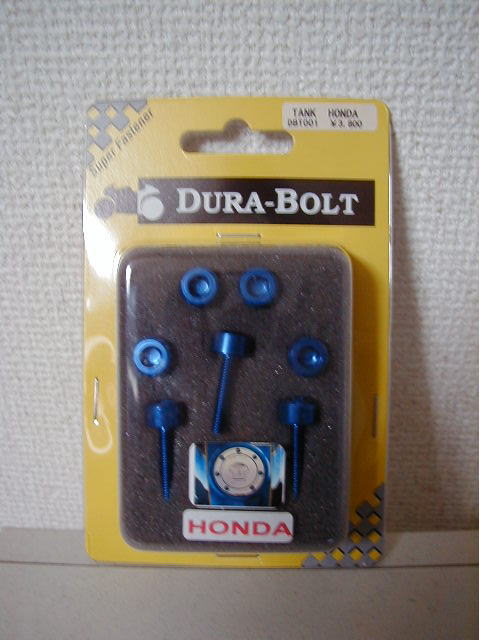 TANK HONDA
DBT001 ¥3,800
Super Fastener
DURA-BOLT
HONDA